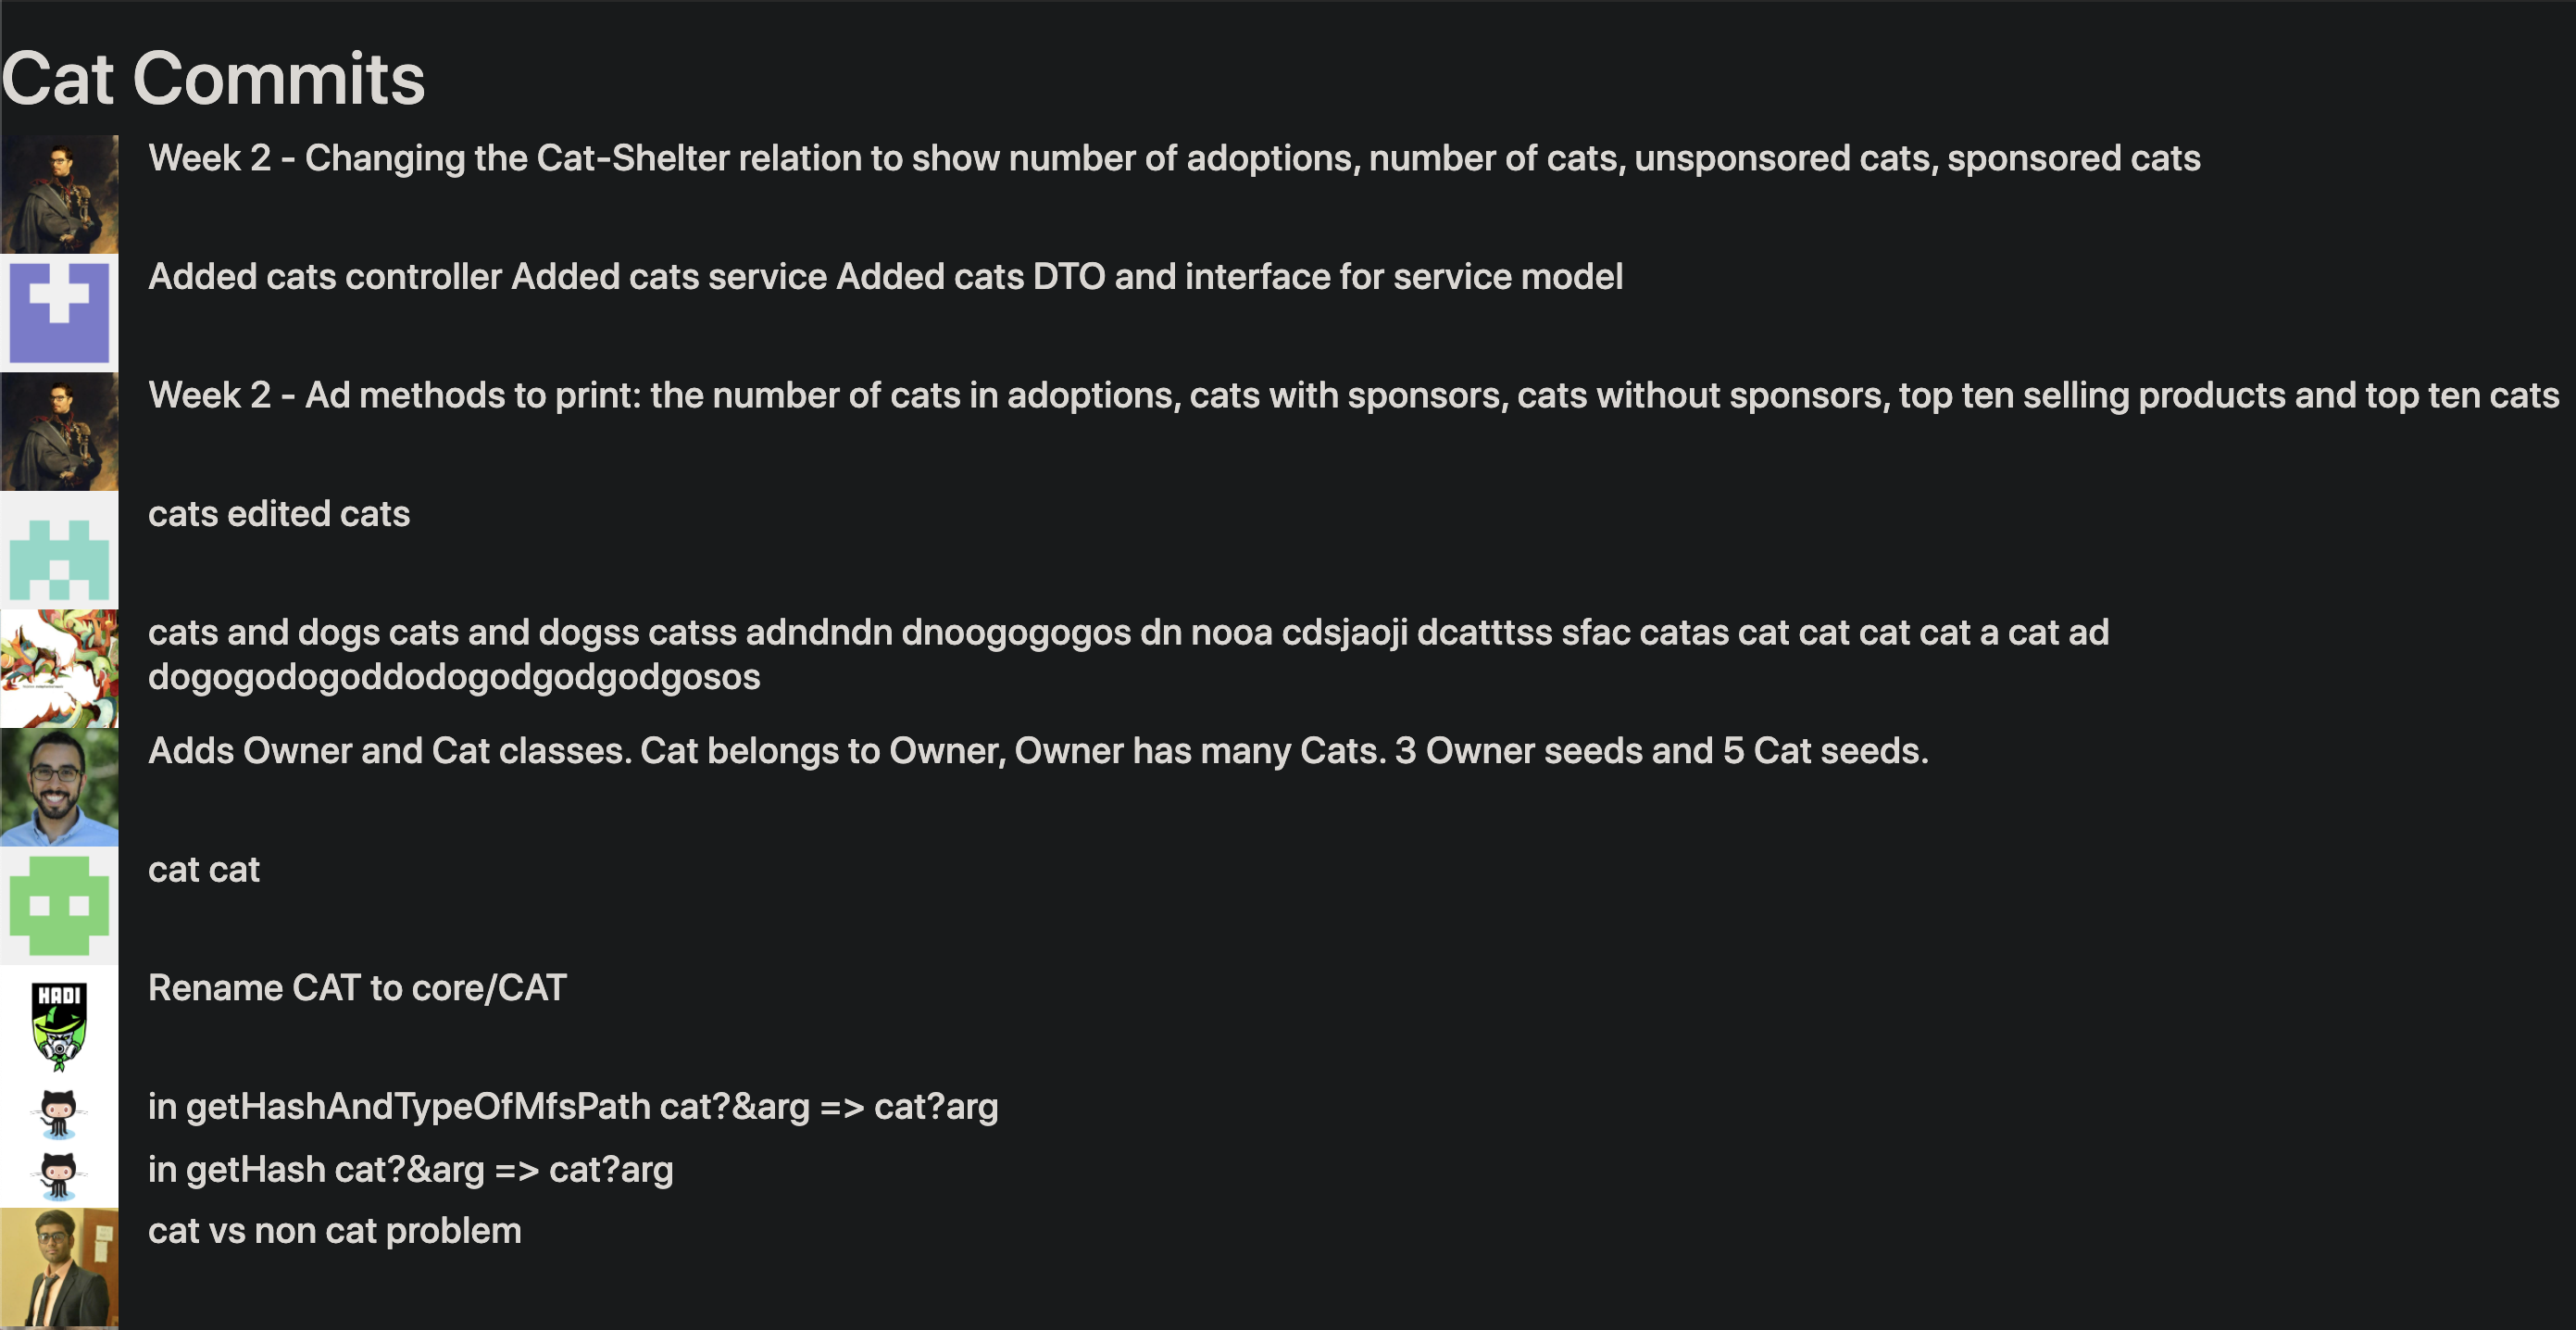 Cat Commits
Week 2 - Changing the Cat-Shelter relation to show number of adoptions, number of cats, unsponsored cats, sponsored cats
Added cats controller Added cats service Added cats DTO and interface for service model
Week 2 - Ad methods to print: the number of cats in adoptions, cats with sponsors, cats without sponsors, top ten selling products and top ten cats
cats edited cats
cats and dogs cats and dogss catss adndndn dnoogogogos dn nooa cdsjaoji dcatttss sfac catas cat cat cat cat a cat ad
dogogodogoddodogodgodgodgosos
Adds Owner and Cat classes. Cat belongs to Owner, Owner has many Cats. 3 Owner seeds and 5 Cat seeds.
cat cat
HADI
Rename CAT to core/CAT
in getHashAndTypeOfMfsPath cat?&arg => cat?arg
in getHash cat?&arg => cat?arg
cat vs non cat problem